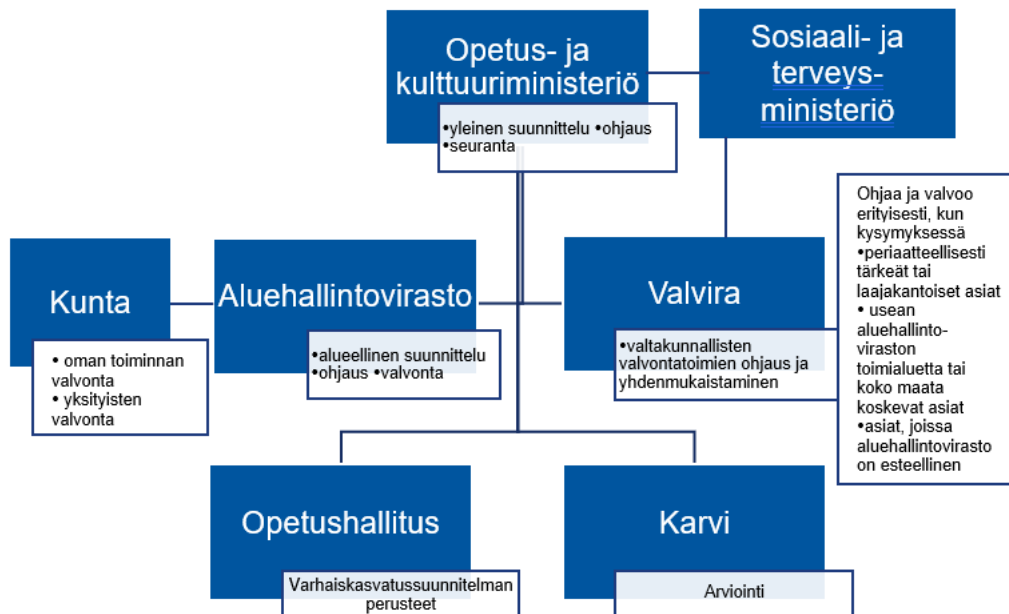 Opetus- ja
kulttuuriministeriö
•yleinen suunnittelu •ohjaus
•seuranta
Sosiaali- ja
terveys-
ministeriö
Kunta
• oman toiminnan
valvonta
• yksityisten
valvonta
Aluehallintovirasto
•alueellinen suunnittelu
•ohjaus •valvonta
Valvira
•valtakunnallisten
valvontatoimien ohjaus ja
yhdenmukaistaminen
Ohjaa ja valvoo
erityisesti, kun
kysymyksessä
•periaatteellisesti
tärkeät tai
laajakantoiset asiat
• usean
aluehallinto-
viraston
toimialuetta tai
koko maata
koskevat asiat
•asiat, joissa
aluehallintovirasto
on esteellinen
Opetushallitus
Varhaiskasvatussuunnitelman
perusteet
Karvi
Arviointi